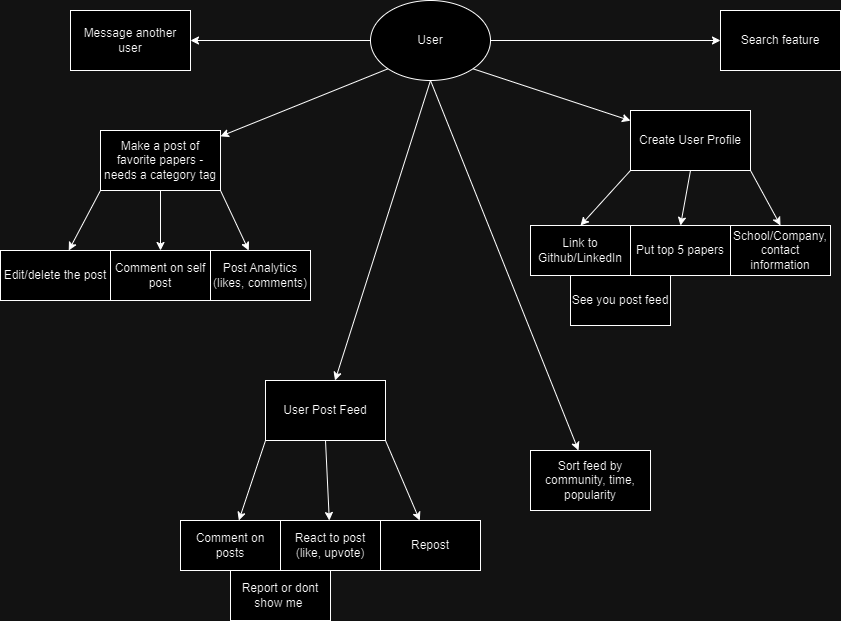 Message another
user
User
Search feature
Make a post of
favorite papers -
needs a category tag
Create User Profile
Edit/delete the post
Comment on self
post
Post Analytics
(likes, comments)
Link to
Github/LinkedIn
Put top 5 papers
School/Company,
contact
information
See you post feed
User Post Feed
Sort feed by
community, time,
popularity
Comment on
posts
React to post
(like, upvote)
Repost
Report or dont
show me